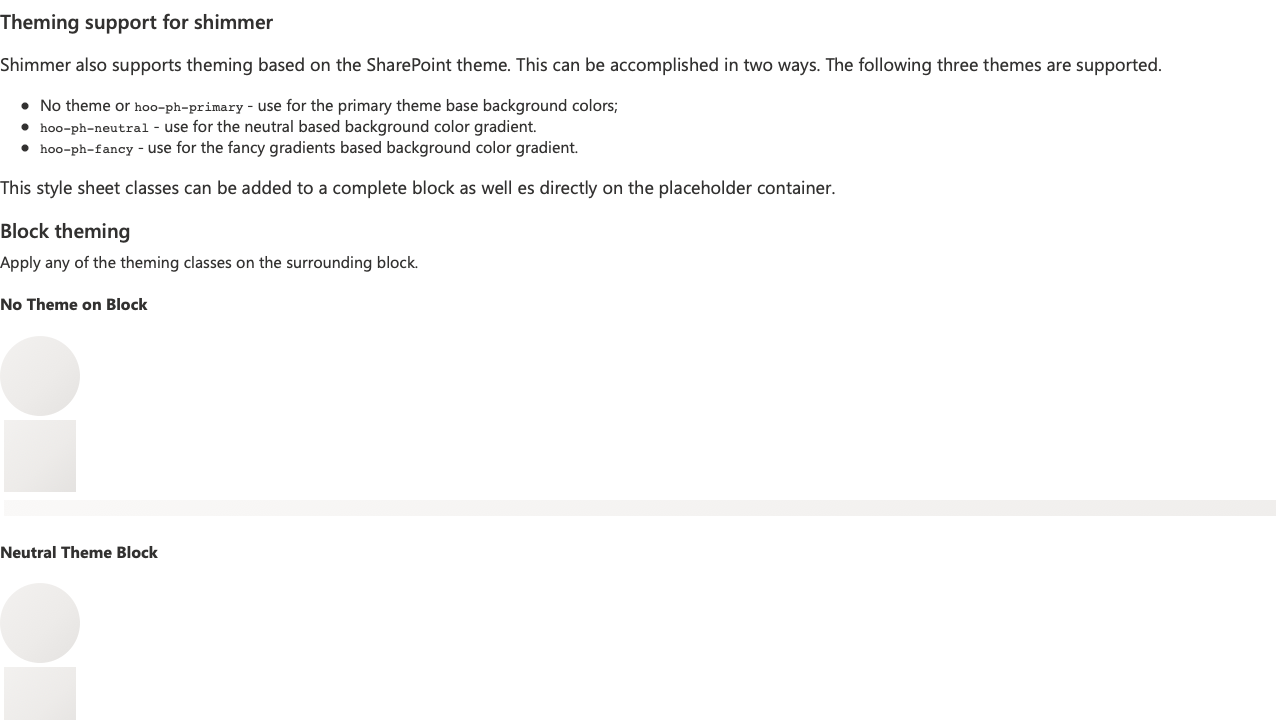 Theming support for shimmer
Shimmer also supports theming based on the SharePoint theme. This can be accomplished in two ways. The following three themes are supported.
No theme or hoo-ph-primary - use for the primary theme base background colors;
hoo-ph-neutral - use for the neutral based background color gradient.
hoo-ph-fancy - use for the fancy gradients based background color gradient.
This style sheet classes can be added to a complete block as well es directly on the placeholder container.
Block theming
Apply any of the theming classes on the surrounding block.
No Theme on Block
Neutral Theme Block